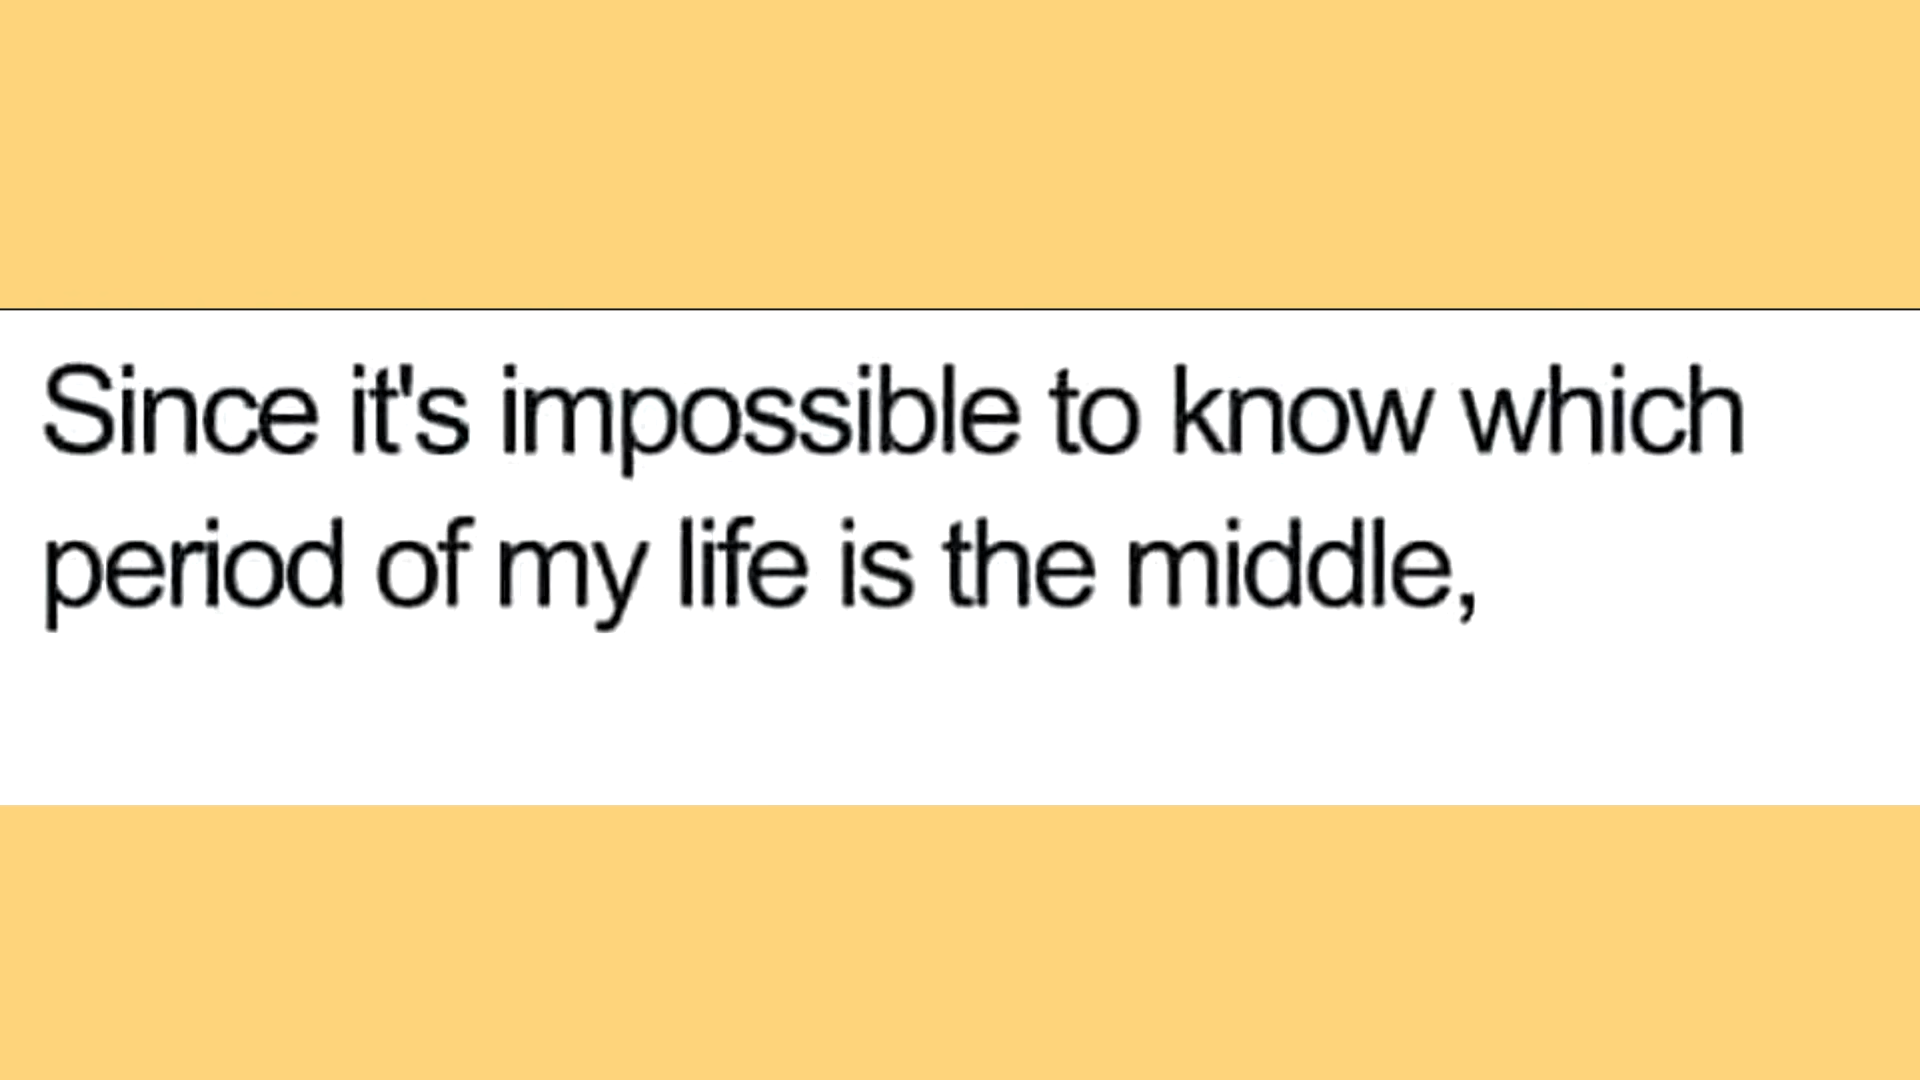 Since it's impossible to know which
period of my life is the middle,